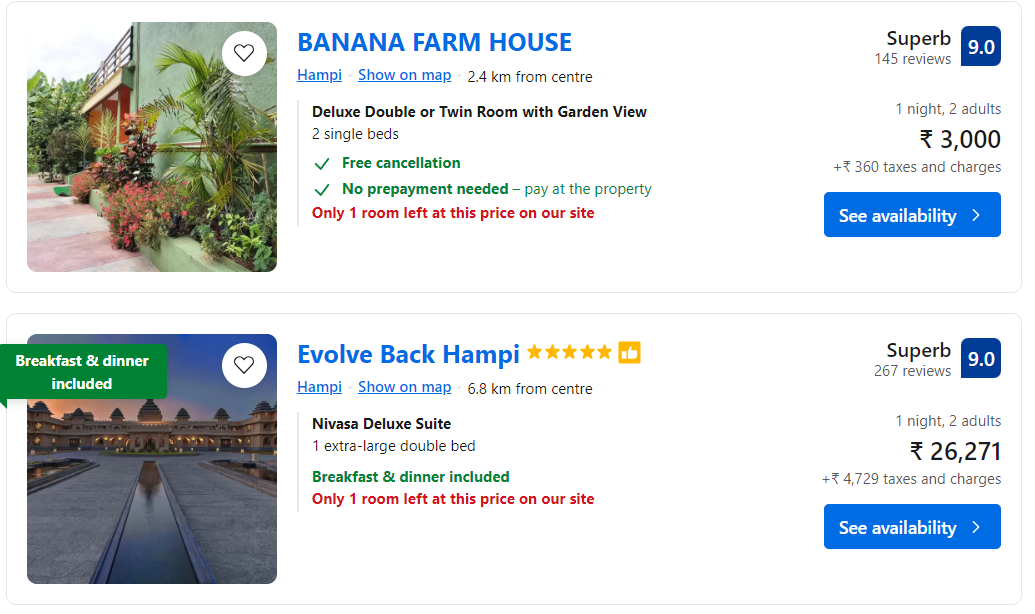 BANANA FARM HOUSE
Hampi · Show on map · 2.4 km from centre
Deluxe Double or Twin Room with Garden View
2 single beds
Free cancellation
No prepayment needed – pay at the property
Only 1 room left at this price on our site
Superb 9.0
145 reviews
1 night, 2 adults
₹ 3,000
+₹ 360 taxes and charges
See availability
Breakfast & dinner
included
Evolve Back Hampi
Hampi · Show on map · 6.8 km from centre
Nivasa Deluxe Suite
1 extra-large double bed
Breakfast & dinner included
Only 1 room left at this price on our site
Superb 9.0
267 reviews
1 night, 2 adults
₹ 26,271
+₹ 4,729 taxes and charges
See availability